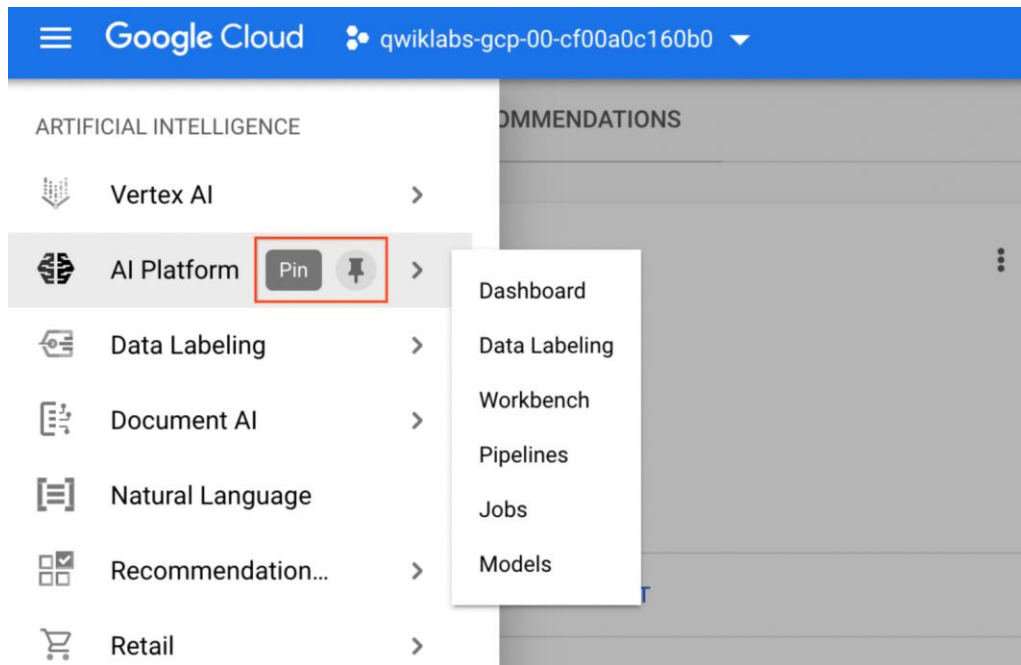 Google Cloud qwiklabs-gcp-00-cf00a0c160b0
ARTIFICIAL INTELLIGENCE
OMMENDATIONS
Vertex AI
AI Platform Pin
Data Labeling
Document AI
Natural Language
Recommendation...
Retail
Dashboard
Data Labeling
Workbench
Pipelines
Jobs
Models
T